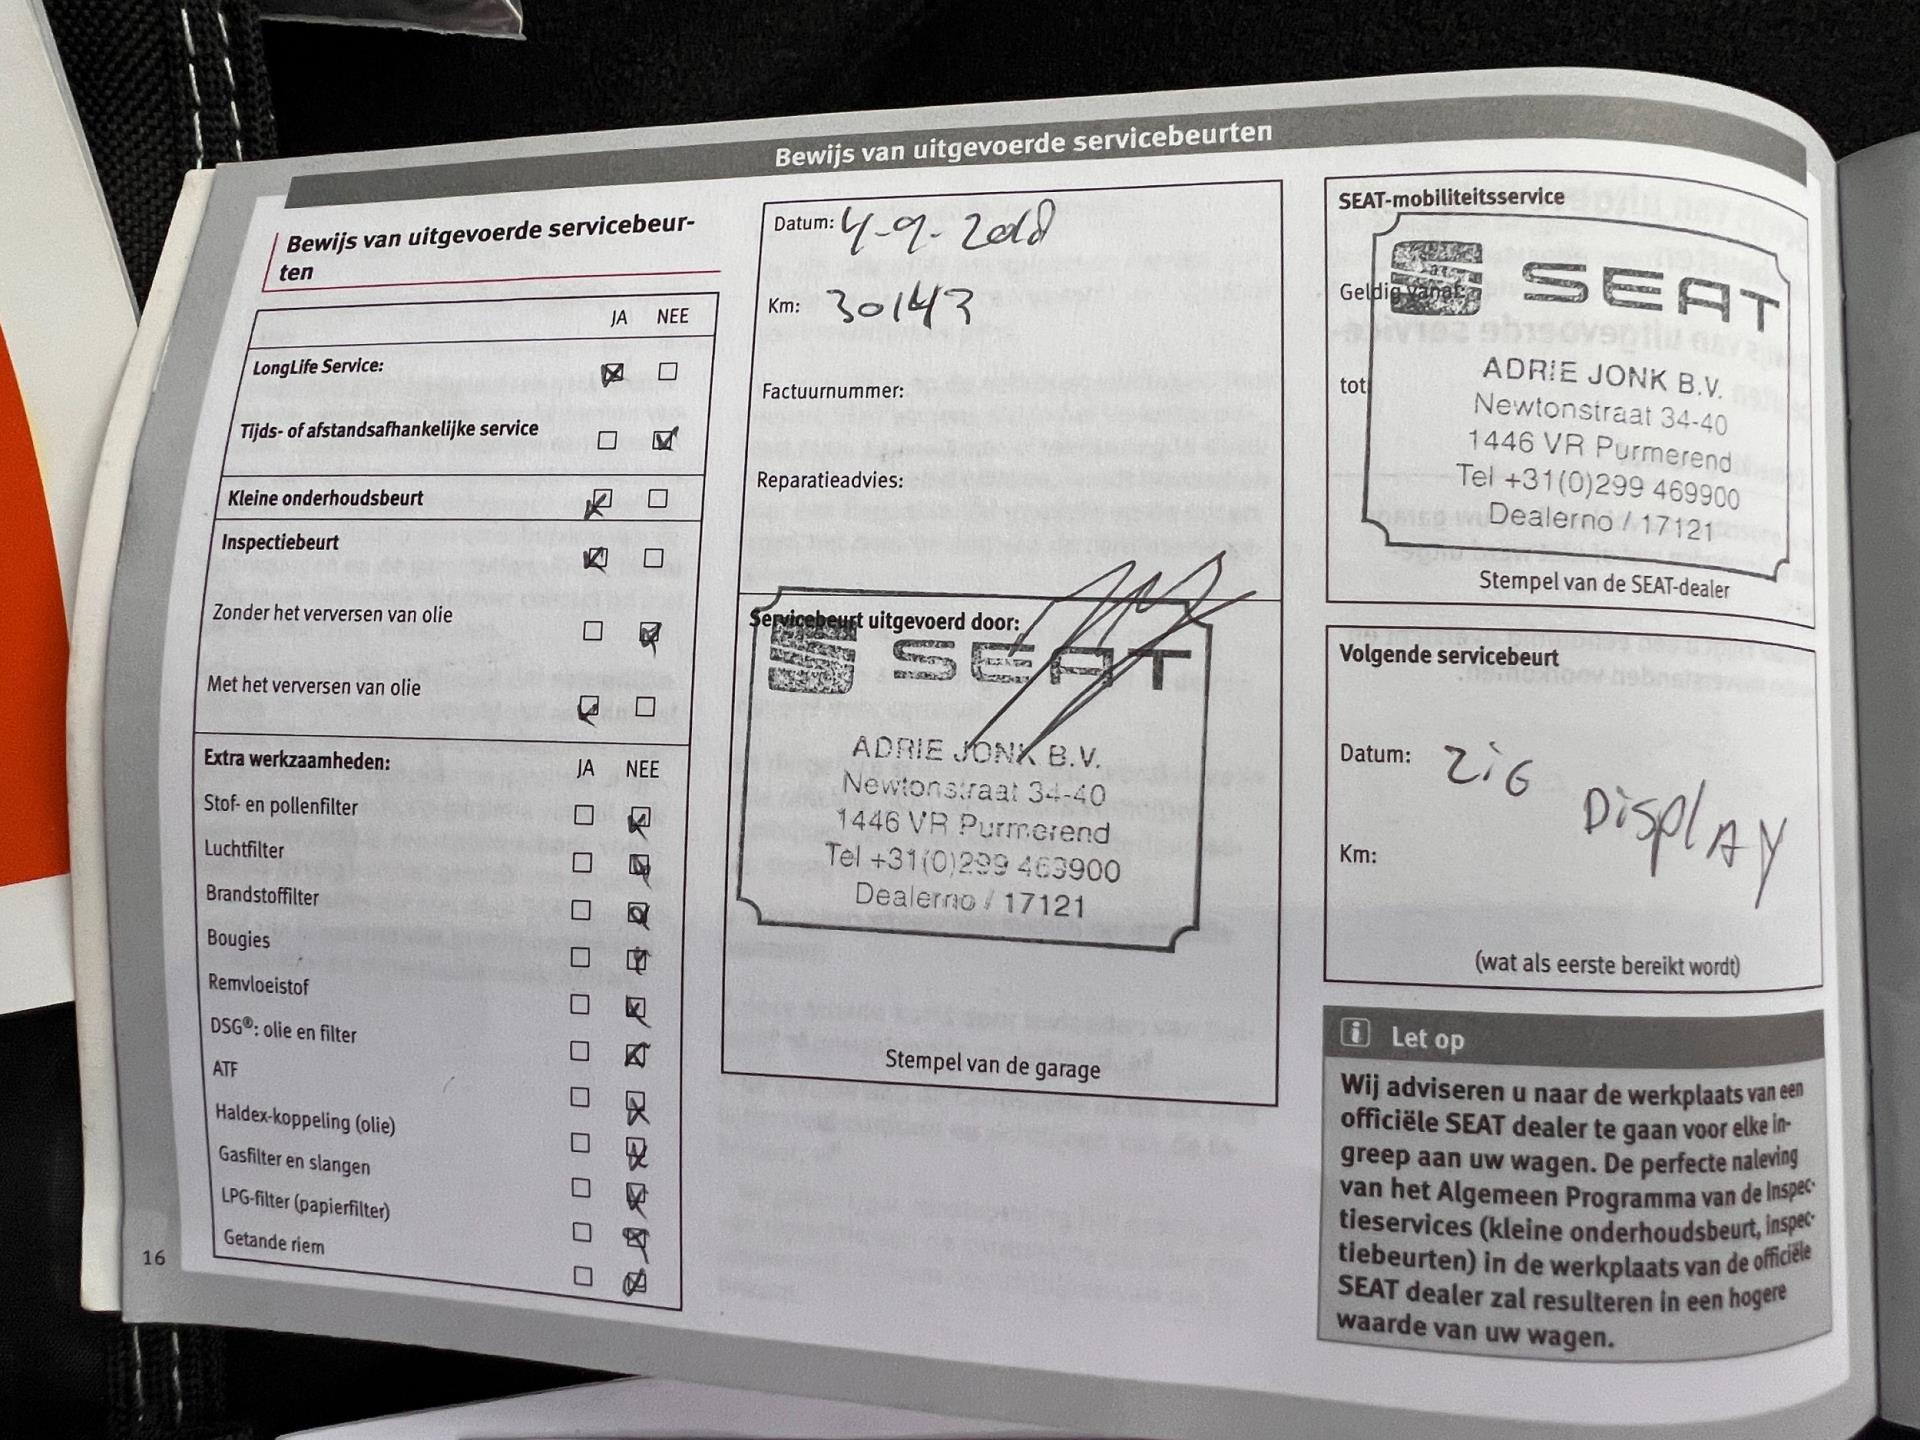 Bewijs van uitgevoerde servicebeurten
Bewijs van uitgevoerde servicebeur-
ten
JA NEE
LongLife Service:
Tijds- of afstandsafhankelijke service
Kleine onderhoudsbeurt
Inspectiebeurt
Zonder het verversen van olie
Met het verversen van olie
Extra werkzaamheden: JA NEE
Stof- en pollenfilter
Luchtfilter
Brandstoffilter
Bougies
Remvloeistof
DSG®: olie en filter
ATF
Haldex-koppeling (olie)
Gasfilter en slangen
LPG-filter (papierfilter)
Getande riem
16
Datum: 4-9-2018
Km: 30143
Factuurnummer:
Reparatieadvies:
Servicebeurt uitgevoerd door:
SEAT
ADRIE JONK B.V.
Newtonstraat 34-40
1446 VR Purmerend
Tel +31(0)299 469900
Dealerno / 17121
Stempel van de garage
SEAT-mobiliteitsservice
SEAT
Geldig vanaf:
tot
ADRIE JONK B.V.
Newtonstraat 34-40
1446 VR Purmerend
Tel +31(0)299 469900
Dealerno / 17121
Stempel van de SEAT-dealer
Volgende servicebeurt
Datum: ziG
DispLAY
Km:
(wat als eerste bereikt wordt)
i Let op
Wij adviseren u naar de werkplaats van een
officiële SEAT dealer te gaan voor elke in-
greep aan uw wagen. De perfecte naleving
van het Algemeen Programma van de Inspec-
tieservices (kleine onderhoudsbeurt, inspec-
tiebeurten) in de werkplaats van de officiële
SEAT dealer zal resulteren in een hogere
waarde van uw wagen.